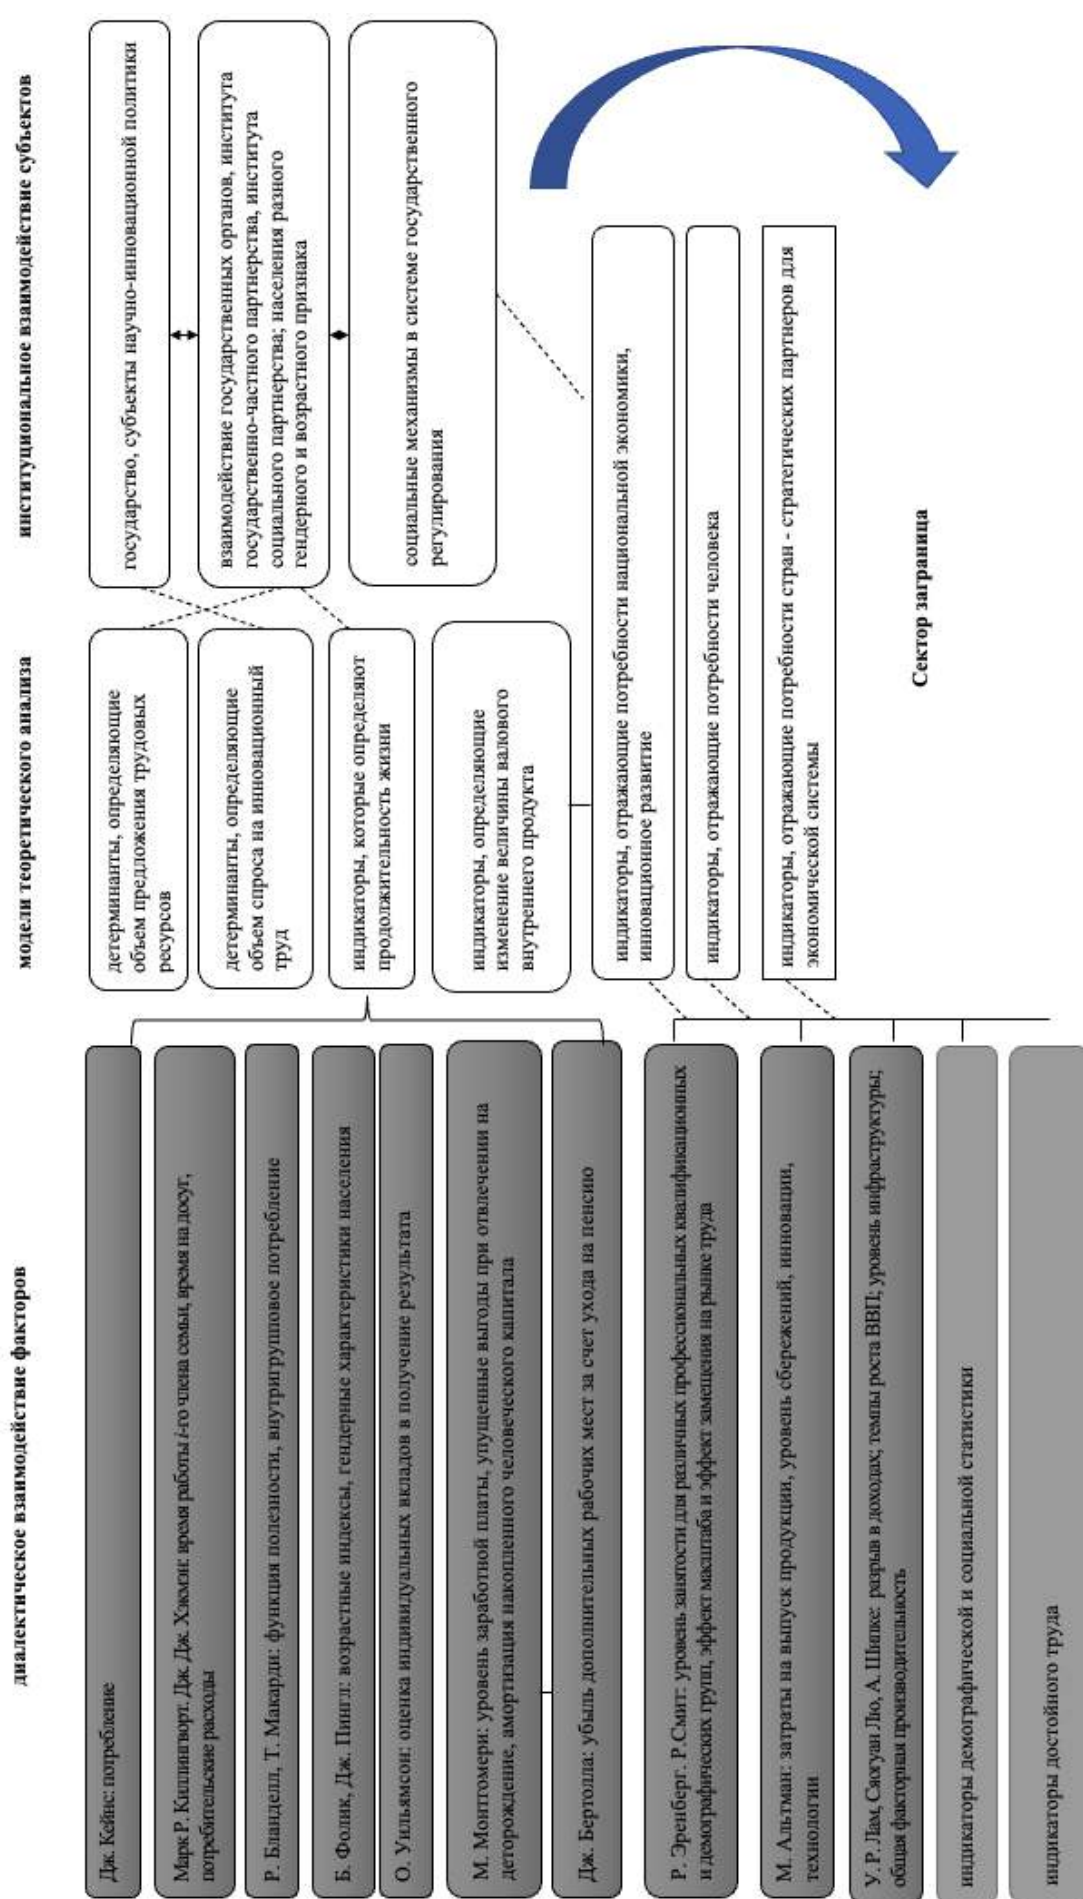 диалектическое взаимодействие факторов
модели теоретического анализа
институциональное взаимодействие субъектов
Дж. Кейнс: потребление
Марк Р. Киллингворт, Дж. Дж. Хэкмэн: время работы i-го члена семьи, время на досуг,
потребительские расходы
Р. Бланделл, Т. Макарди: функция полезности, внутригрупповое потребление
Б. Фолик, Дж. Пингл: возрастные индексы, гендерные характеристики населения
О. Уильямсон: оценка индивидуальных вкладов в получение результата
М. Монтгомери: уровень заработной платы, упущенные выгоды при отвлечении на
деторождение, амортизация накопленного человеческого капитала
Дж. Бертолла: убыль дополнительных рабочих мест за счет ухода на пенсию
Р. Эренберг, Р.Смит: уровень занятости для различных профессиональных квалификационных
и демографических групп, эффект масштаба и эффект замещения на рынке труда
М. Альтман: затраты на выпуск продукции, уровень сбережений, инновации,
технологии
У. Р. Лам, Сяогуан Лю, А. Шипке: разрыв в доходах; темпы роста ВВП; уровень инфраструктуры;
общая факторная производительность
индикаторы демографической и социальной статистики
индикаторы достойного труда
детерминанты, определяющие
объем предложения трудовых
ресурсов
детерминанты, определяющие
объем спроса на инновационный
труд
индикаторы, которые определяют
продолжительность жизни
индикаторы, определяющие
изменение величины валового
внутреннего продукта
государство, субъекты научно-инновационной политики
взаимодействие государственных органов, института
государственно-частного партнерства, института
социального партнерства; населения разного
гендерного и возрастного признака
социальные механизмы в системе государственного
регулирования
индикаторы, отражающие потребности национальной экономики,
инновационное развитие
индикаторы, отражающие потребности человека
индикаторы, отражающие потребности стран - стратегических партнеров для
экономической системы
Сектор заграница